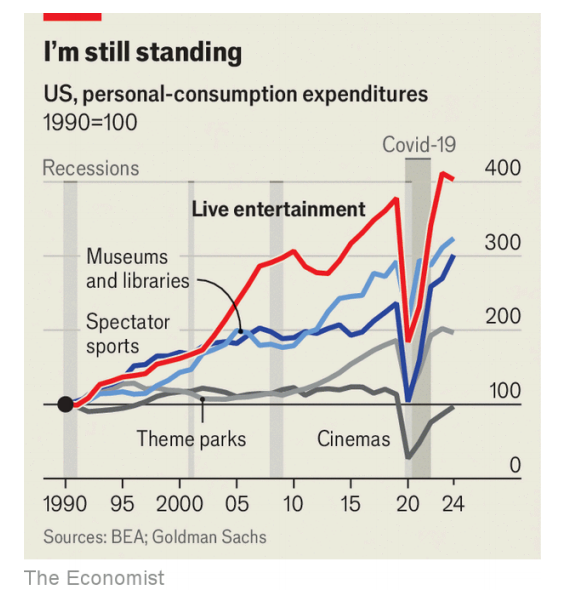 I'm still standing
US, personal-consumption expenditures
1990=100
Covid-19
Recessions
400
Live entertainment
300
Museums
and libraries
Spectator
sports
200
100
Theme parks
Cinemas
0
1990 95 2000 05 10 15 20 24
Sources: BEA; Goldman Sachs
The Economist